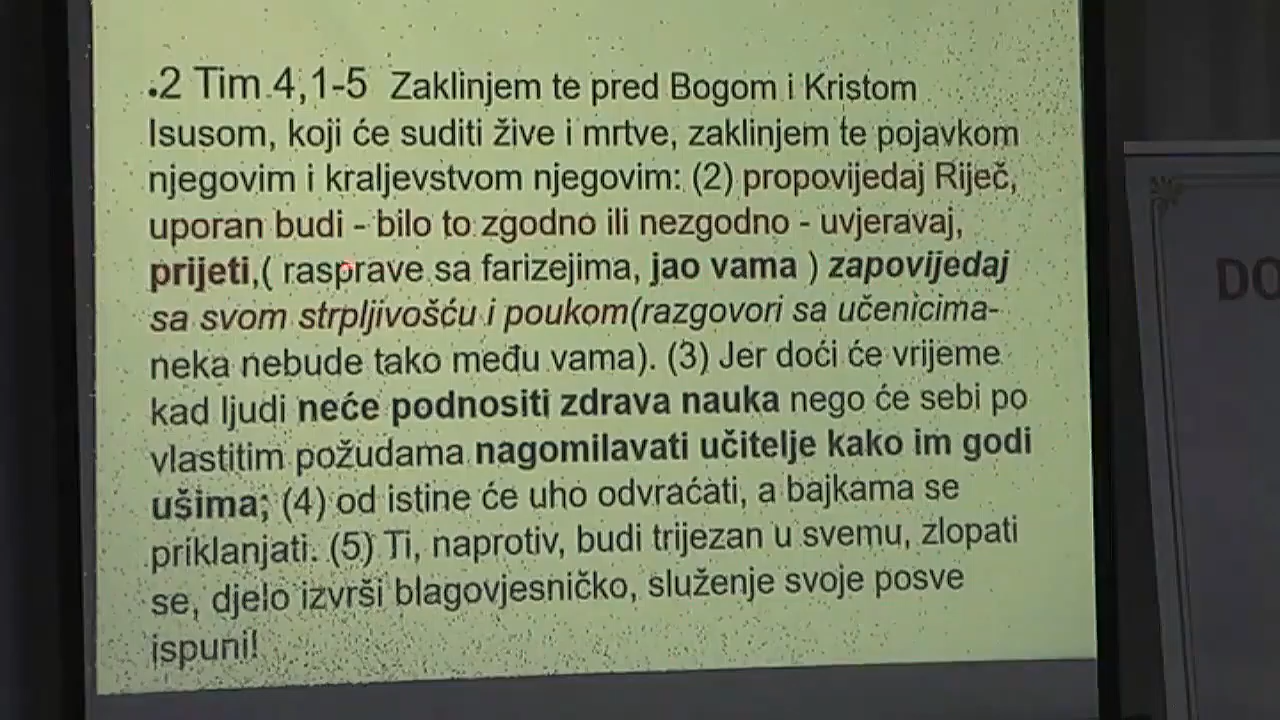 .2 Tim 4,1-5 Zaklinjem te pred Bogom i Kristom
Isusom, koji će suditi žive i mrtve, zaklinjem te pojavkom
njegovim i kraljevstvom njegovim: (2) propovijedaj Riječ,
uporan budi - bilo to zgodno ili nezgodno - uvjeravaj,
prijeti,( rasprave sa farizejima, jao vama ) zapovijedaj
sa svom strpljivošću i poukom(razgovori sa učenicima-
neka nebude tako među vama). (3) Jer doći će vrijeme
kad ljudi neće podnositi zdrava nauka nego će sebi po
vlastitim požudama nagomilavati učitelje kako im godi
ušima; (4) od istine će uho odvraćati, a bajkama se
priklanjati. (5) Ti, naprotiv, budi trijezan u svemu, zlopati
se, djelo izvrši blagovjesničko, služenje svoje posve
ispuni!
DO